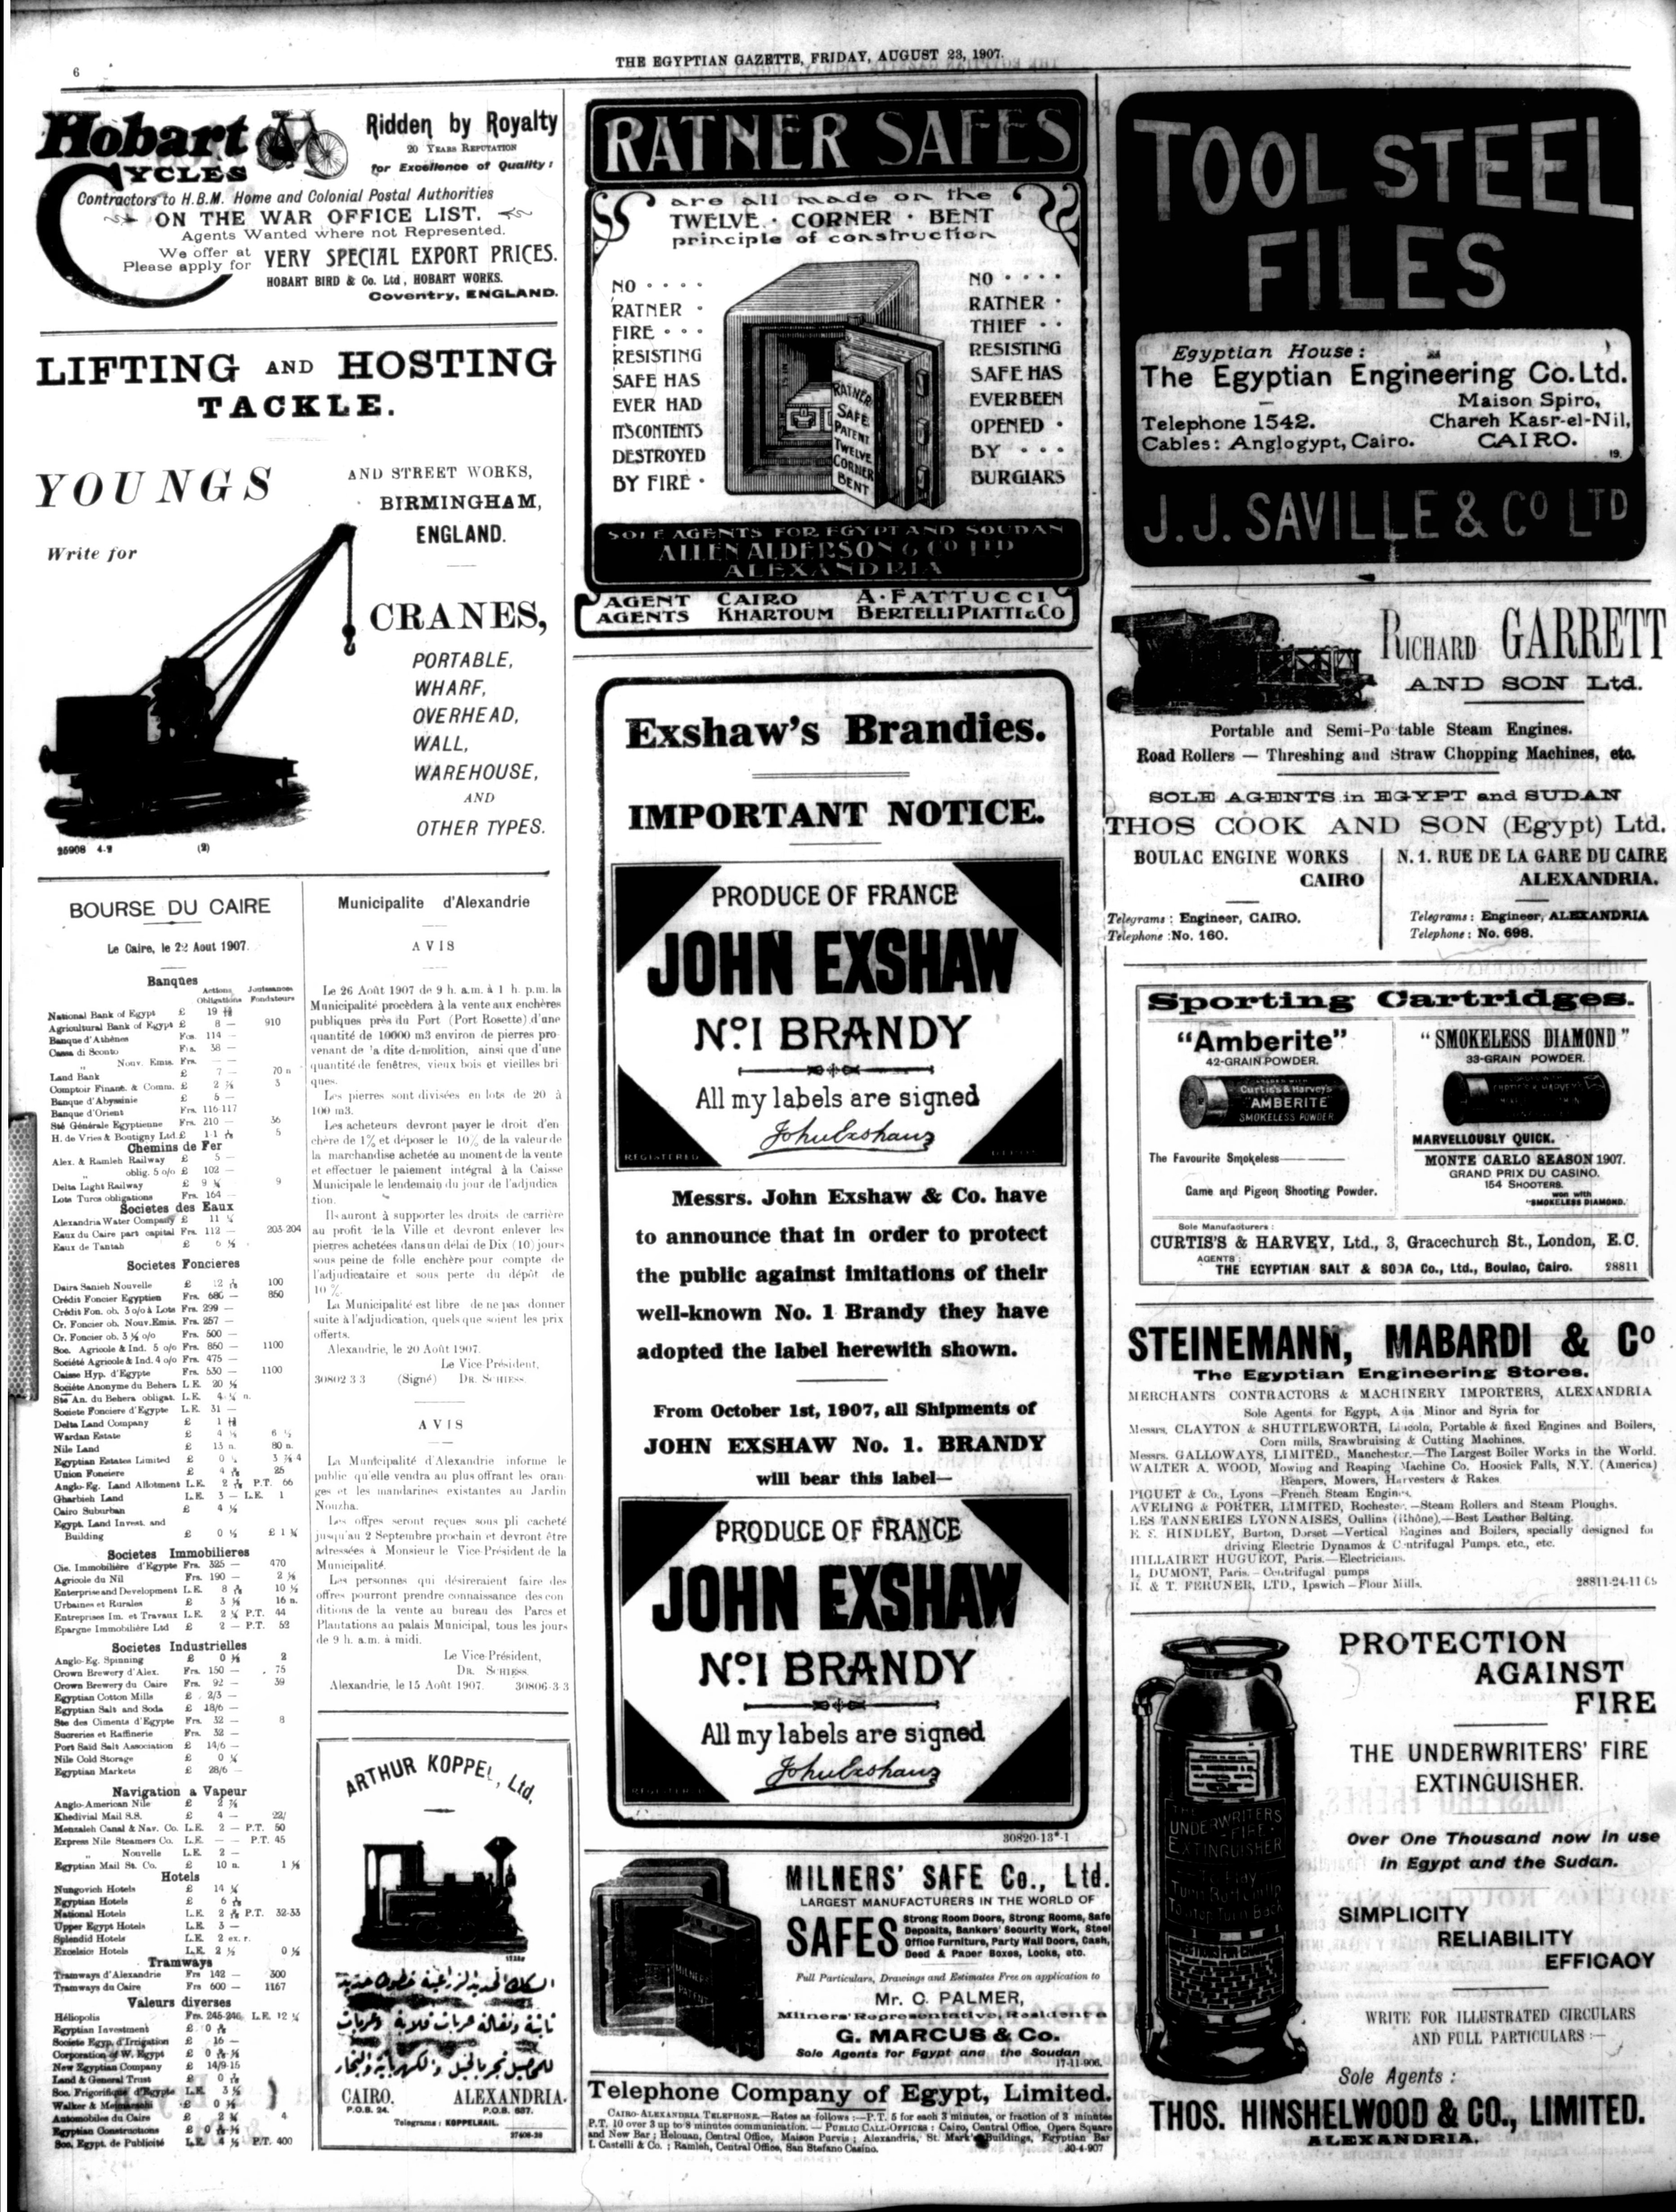 6
THE EGYPTIAN GAZETTE, FRIDAY, AUGUST 23, 1907.
Hobart
CYCLES
Ridden by Royalty
20 YEARS REPUTATION
for Excellence of Quality:
Contractors to H.B.M. Home and Colonial Postal Authorities
ON THE WAR OFFICE LIST.
Agents Wanted where not Represented.
We offer at
Please apply for
VERY SPECIAL EXPORT PRICES.
HOBART BIRD & Co. Ltd, HOBART WORKS.
Coventry, ENGLAND.
LIFTING AND HOSTING
TACKLE.
YOUNGS
AND STREET WORKS,
BIRMINGHAM,
ENGLAND.
Write for
CRANES,
PORTABLE,
WHARF,
OVERHEAD,
WALL,
WAREHOUSE,
AND
OTHER TYPES.
(2)
BOURSE DU CAIRE
Le Caire, le 22 Aout 1907.
Banques
Actions Jouissances
Obligations Fondateurs
National Bank of Egypt £ 19
Agricultural Bank of Egypt £ 8 — 910
Banque d'Athènes Fcs. 114 —
Cassa di Sconto Frs. 38 —
" Nouv. Emis. Frs. — —
Land Bank £ 7 — 70 n
Comptoir Financ. & Comm. £ 2 3
Banque d'Abyssinie £ 5 —
Banque d'Orient Frs. 116-117
Sté Générale Egyptienne Frs. 210 — 36
H. de Vries & Boutigny Ltd. £ 5
Chemins de Fer
Alex. & Ramleh Railway £ 5 —
" oblig. 5 o/o £ 102 —
Delta Light Railway £ 9 9
Lots Turcs obligations Frs. 164 —
Societes des Eaux
Alexandria Water Company £ 11
Eaux du Caire part capital Frs. 112 — 203-204
Eaux de Tantah £ 6
Societes Foncieres
Daira Sanieh Nouvelle £ 12 100
Crédit Foncier Egyptien Frs. 680 — 850
Crédit Fon. ob. 3 o/o à Lots Frs. 299 —
Cr. Foncier ob. Nouv. Emis. Frs. 257 —
Cr. Foncier ob. 3 ½ o/o Frs. 500 —
Soc. Agricole & Ind. 5 o/o Frs. 850 — 1100
Société Agricole & Ind. 4 o/o Frs. 475 —
Caisse Hyp. d'Egypte Frs. 530 — 1100
Société Anonyme du Behera L.E. 20 ½
Sté An. du Behera obligat. L.E. 4 n.
Societe Fonciere d'Egypte L.E. 31 —
Delta Land Company £ 1
Wardan Estate £ 4 6
Nile Land £ 13 n. 80 n.
Egyptian Estates Limited £ 0 3
Union Fonciere £ 4 25
Anglo-Eg. Land Allotment L.E. 2 P.T. 66
Gharbieh Land L.E. 3 — L.E. 1
Cairo Suburban £ 4
Egypt. Land Invest. and
Building £ 0 ½ £ 1
Societes Immobilieres
Cie. Immobilière d'Egypte Frs. 325 — 470
Agricole du Nil Frs. 190 — 2
Enterprise and Development L.E. 8 10 ½
Urbaines et Rurales £ 3 16 n.
Entreprises Im. et Travaux L.E. 2 P.T. 44
Epargne Immobilière Ltd £ 2 — P.T. 52
Societes Industrielles
Anglo-Eg. Spinning £ 0 2
Crown Brewery d'Alex. Frs. 150 — 75
Crown Brewery du Caire Frs. 92 — 39
Egyptian Cotton Mills £ 2/3 —
Egyptian Salt and Soda £ 18/6 —
Ste des Ciments d'Egypte Frs. 32 — 8
Sucreries et Raffinerie Frs. 32 —
Port Said Salt Association £ 14/6 —
Nile Cold Storage £ 0
Egyptian Markets £ 28/6 —
Navigation a Vapeur
Anglo-American Nile £ 2
Khedivial Mail S.S. £ 4 — 22/
Menzaleh Canal & Nav. Co. L.E. 2 — P.T. 50
Express Nile Steamers Co. L.E. — — P.T. 45
" Nouvelle L.E. 2 —
Egyptian Mail St. Co. £ 10 n. 1
Hotels
Nungovich Hotels £ 14
Egyptian Hotels £ 6
National Hotels L.E. 2 P.T. 32-33
Upper Egypt Hotels L.E. 3 —
Splendid Hotels L.E. 2 ex. r.
Excelsior Hotels L.E. 2 ½ 0
Tramways
Tramways d'Alexandrie Frs 142 — 300
Tramways du Caire Frs 600 — 1167
Valeurs diverses
Héliopolis Frs. 245-246 L.E. 12
Egyptian Investment £ 0
Societe Egyp. d'Irrigation £ 16 —
Corporation of W. Egypt £ 0
New Egyptian Company £ 14/9-15
Land & General Trust £ 0
Soc. Frigorifique d'Egypte L.E. 3
Walker & £ 0
Automobiles du Caire £ 2 4
Egyptian Constructions £ 0
Soc. Egypt. de Publicité L.E. 4 P.T. 400
Municipalite d'Alexandrie
AVIS
Le 26 Août 1907 de 9 h. a.m. à 1 h. p.m. la
Municipalité procèdera à la vente aux enchères
publiques près du Fort (Port Rosette) d'une
quantité de 10000 m3 environ de pierres pro
venant de 'a dite demolition, ainsi que d'une
quantité de fenêtres, vieux bois et vieilles bri
ques.
Les pierres sont divisées en lots de 20 à
100 m3.
Les acheteurs devront payer le droit d'en
chère de 1% et déposer le 10% de la valeur de
la marchandise achetée au moment de la vente
et effectuer le paiement intégral à la Caisse
Municipale le lendemain du jour de l'adjudica
tion.
Ils auront à supporter les droits de carrière
au profit de la Ville et devront enlever les
pierres achetées dans un délai de Dix (10) jours
sous peine de folle enchère pour compte de
l'adjudicataire et sous perte du dépôt de
10 %.
La Municipalité est libre de ne pas donner
suite à l'adjudication, quels que soient les prix
offerts.
Alexandrie, le 20 Août 1907.
Le Vice Président,
30802 3 3 (Signé) DR. SCHIESS.
AVIS
La Municipalité d'Alexandrie informe le
public qu'elle vendra au plus offrant les oran-
ges et les mandarines existantes au Jardin
Nouzha.
Les offres seront reçues sous pli cacheté
jusqu'au 2 Septembre prochain et devront être
adressées à Monsieur le Vice-Président de la
Municipalité.
Les personnes qui désireraient faire des
offres pourront prendre connaissance des con
ditions de la vente au bureau des Parcs et
Plantations au palais Municipal, tous les jours
de 9 h. a.m. à midi.
Le Vice-Président,
DR. SCHIESS.
Alexandrie, le 15 Août 1907. 30806-3 3
ARTHUR KOPPEL, Ltd.
السكك الحديدية الزراعية خطوط حديدية
ثابتة ونقالة عربات قلابة وعربات
للمحاصيل تجر بالخيل والكهربائية والبخار
CAIRO. ALEXANDRIA.
P.O.B. 24. P.O.B. 637.
Telegrams: KOPPELRAIL.
RATNER SAFES
are all made on the
TWELVE · CORNER · BENT
principle of construction
NO
RATNER
FIRE
RESISTING
SAFE HAS
EVER HAD
ITS CONTENTS
DESTROYED
BY FIRE
RATNER
SAFE
PATENT
TWELVE
CORNER
BENT
NO
RATNER
THIEF
RESISTING
SAFE HAS
EVER BEEN
OPENED
BY
BURGLARS
SOLE AGENTS FOR EGYPT AND SOUDAN
ALLEN ALDERSON & CO LTD
ALEXANDRIA
AGENT CAIRO A. FATTUCCI
AGENTS KHARTOUM BERTELLI PIATTI & CO
Exshaw's Brandies.
IMPORTANT NOTICE.
PRODUCE OF FRANCE
JOHN EXSHAW
No. 1 BRANDY
All my labels are signed
John Exshaw
REGISTERED
Messrs. John Exshaw & Co. have
to announce that in order to protect
the public against imitations of their
well-known No. 1 Brandy they have
adopted the label herewith shown.
From October 1st, 1907, all Shipments of
JOHN EXSHAW No. 1. BRANDY
will bear this label—
PRODUCE OF FRANCE
JOHN EXSHAW
No. 1 BRANDY
All my labels are signed
John Exshaw
30820-13*-1
MILNERS' SAFE Co., Ltd.
LARGEST MANUFACTURERS IN THE WORLD OF
SAFES
Strong Room Doors, Strong Rooms, Safe
Deposits, Bankers' Security Work, Steel
Office Furniture, Party Wall Doors, Cash,
Deed & Paper Boxes, Locks, etc.
Full Particulars, Drawings and Estimates Free on application to
Mr. C. PALMER,
Milners' Representative, Resident a
G. MARCUS & Co.
Sole Agents for Egypt and the Soudan
17-11-906.
Telephone Company of Egypt, Limited.
CAIRO-ALEXANDRIA TELEPHONE.—Rates as follows:—P.T. 5 for each 3 minutes, or fraction of 3 minutes
P.T. 10 over 3 up to 8 minutes communication. — PUBLIC CALL-OFFICES: Cairo, Central Office, Opera Square
and New Bar; Helouan, Central Office, Maison Purvis; Alexandria, St. Mark's Buildings, Egyptian Bar
I. Castelli & Co.; Ramleh, Central Office, San Stefano Casino. 30-4-907
TOOL STEEL
FILES
Egyptian House:
The Egyptian Engineering Co. Ltd.
Maison Spiro,
Telephone 1542. Chareh Kasr-el-Nil,
Cables: Anglogypt, Cairo. CAIRO.
19.
J.J. SAVILLE & Co LTD
RICHARD GARRETT
AND SON Ltd.
Portable and Semi-Portable Steam Engines.
Road Rollers — Threshing and Straw Chopping Machines, etc.
SOLE AGENTS in EGYPT and SUDAN
THOS COOK AND SON (Egypt) Ltd.
BOULAC ENGINE WORKS
CAIRO
Telegrams: Engineer, CAIRO.
Telephone: No. 160.
N. 1. RUE DE LA GARE DU CAIRE
ALEXANDRIA.
Telegrams: Engineer, ALEXANDRIA
Telephone: No. 698.
Sporting Cartridges.
"Amberite"
42-GRAIN POWDER.
Curtis's & Harvey's
"AMBERITE"
SMOKELESS POWDER
The Favourite Smokeless
Game and Pigeon Shooting Powder.
"SMOKELESS DIAMOND"
33-GRAIN POWDER.
MARVELLOUSLY QUICK.
MONTE CARLO SEASON 1907.
GRAND PRIX DU CASINO.
154 SHOOTERS.
won with
"SMOKELESS DIAMOND.'
Sole Manufacturers:
CURTIS'S & HARVEY, Ltd., 3, Gracechurch St., London, E.C.
AGENTS:
THE EGYPTIAN SALT & SODA Co., Ltd., Boulac, Cairo. 28811
STEINEMANN, MABARDI & Co
The Egyptian Engineering Stores.
MERCHANTS CONTRACTORS & MACHINERY IMPORTERS, ALEXANDRIA
Sole Agents for Egypt, Asia Minor and Syria for
Messrs. CLAYTON & SHUTTLEWORTH, Lincoln, Portable & fixed Engines and Boilers,
Corn mills, Srawbruising & Cutting Machines.
Messrs. GALLOWAYS, LIMITED., Manchester.—The Largest Boiler Works in the World.
WALTER A. WOOD, Mowing and Reaping Machine Co. Hoosick Falls, N.Y. (America)
Reapers, Mowers, Harvesters & Rakes
PIGUET & Co., Lyons —French Steam Engines.
AVELING & PORTER, LIMITED, Rochester.—Steam Rollers and Steam Ploughs.
LES TANNERIES LYONNAISES, Oullins (Rhône).—Best Leather Belting.
E. S. HINDLEY, Burton, Dorset —Vertical Engines and Boilers, specially designed for
driving Electric Dynamos & Centrifugal Pumps. etc., etc.
HILLAIRET HUGUEOT, Paris.—Electricians.
L. DUMONT, Paris. - Centrifugal pumps
R. & T. FERUNER, LTD., Ipswich — Flour Mills. 28811-24-11
PROTECTION
AGAINST
FIRE
THE UNDERWRITERS' FIRE
EXTINGUISHER.
THE
UNDERWRITERS
FIRE
EXTINGUISHER
Over One Thousand now in use
in Egypt and the Sudan.
SIMPLICITY
RELIABILITY
EFFICACY
WRITE FOR ILLUSTRATED CIRCULARS
AND FULL PARTICULARS:—
Sole Agents:
THOS. HINSHELWOOD & CO., LIMITED.
ALEXANDRIA.